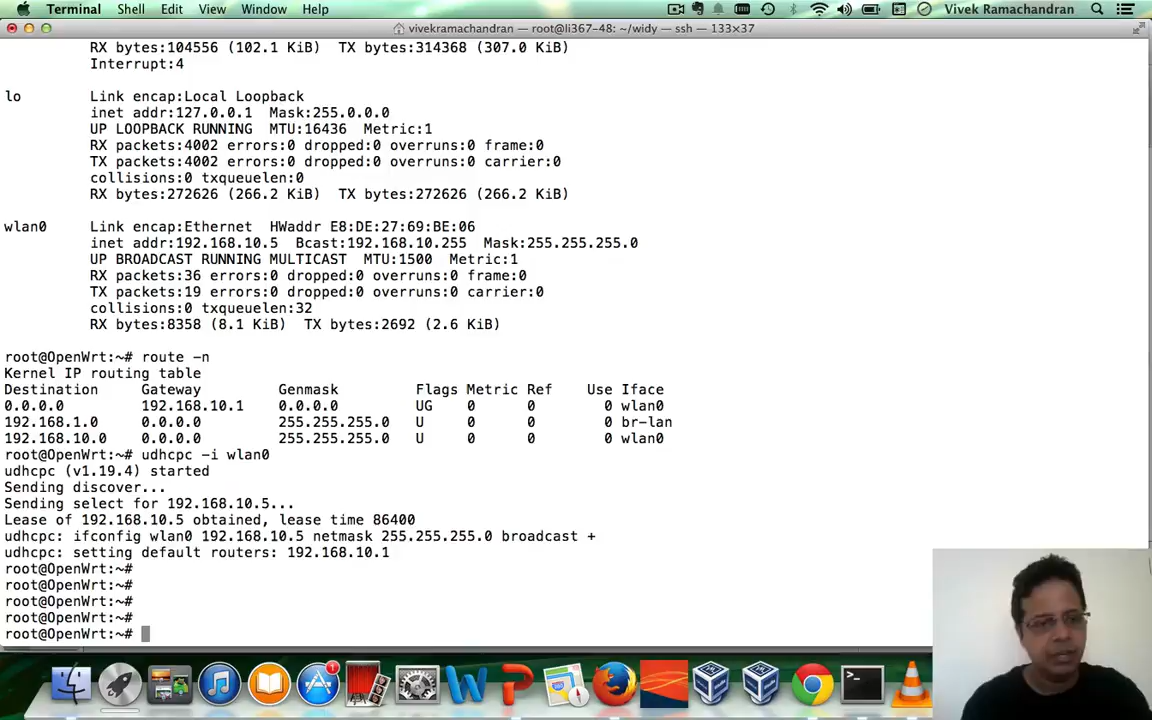 Terminal Shell Edit View Window Help Vivek Ramachandran
vivekramachandran — root@li367-48: ~/widy — ssh — 133×37
RX bytes:104556 (102.1 KiB) TX bytes:314368 (307.0 KiB)
Interrupt:4
lo Link encap:Local Loopback
inet addr:127.0.0.1 Mask:255.0.0.0
UP LOOPBACK RUNNING MTU:16436 Metric:1
RX packets:4002 errors:0 dropped:0 overruns:0 frame:0
TX packets:4002 errors:0 dropped:0 overruns:0 carrier:0
collisions:0 txqueuelen:0
RX bytes:272626 (266.2 KiB) TX bytes:272626 (266.2 KiB)
wlan0 Link encap:Ethernet HWaddr E8:DE:27:69:BE:06
inet addr:192.168.10.5 Bcast:192.168.10.255 Mask:255.255.255.0
UP BROADCAST RUNNING MULTICAST MTU:1500 Metric:1
RX packets:36 errors:0 dropped:0 overruns:0 frame:0
TX packets:19 errors:0 dropped:0 overruns:0 carrier:0
collisions:0 txqueuelen:32
RX bytes:8358 (8.1 KiB) TX bytes:2692 (2.6 KiB)
root@OpenWrt:~# route -n
Kernel IP routing table
Destination Gateway Genmask Flags Metric Ref Use Iface
0.0.0.0 192.168.10.1 0.0.0.0 UG 0 0 0 wlan0
192.168.1.0 0.0.0.0 255.255.255.0 U 0 0 0 br-lan
192.168.10.0 0.0.0.0 255.255.255.0 U 0 0 0 wlan0
root@OpenWrt:~# udhcpc -i wlan0
udhcpc (v1.19.4) started
Sending discover...
Sending select for 192.168.10.5...
Lease of 192.168.10.5 obtained, lease time 86400
udhcpc: ifconfig wlan0 192.168.10.5 netmask 255.255.255.0 broadcast +
udhcpc: setting default routers: 192.168.10.1
root@OpenWrt:~#
root@OpenWrt:~#
root@OpenWrt:~#
root@OpenWrt:~#
root@OpenWrt:~#
1